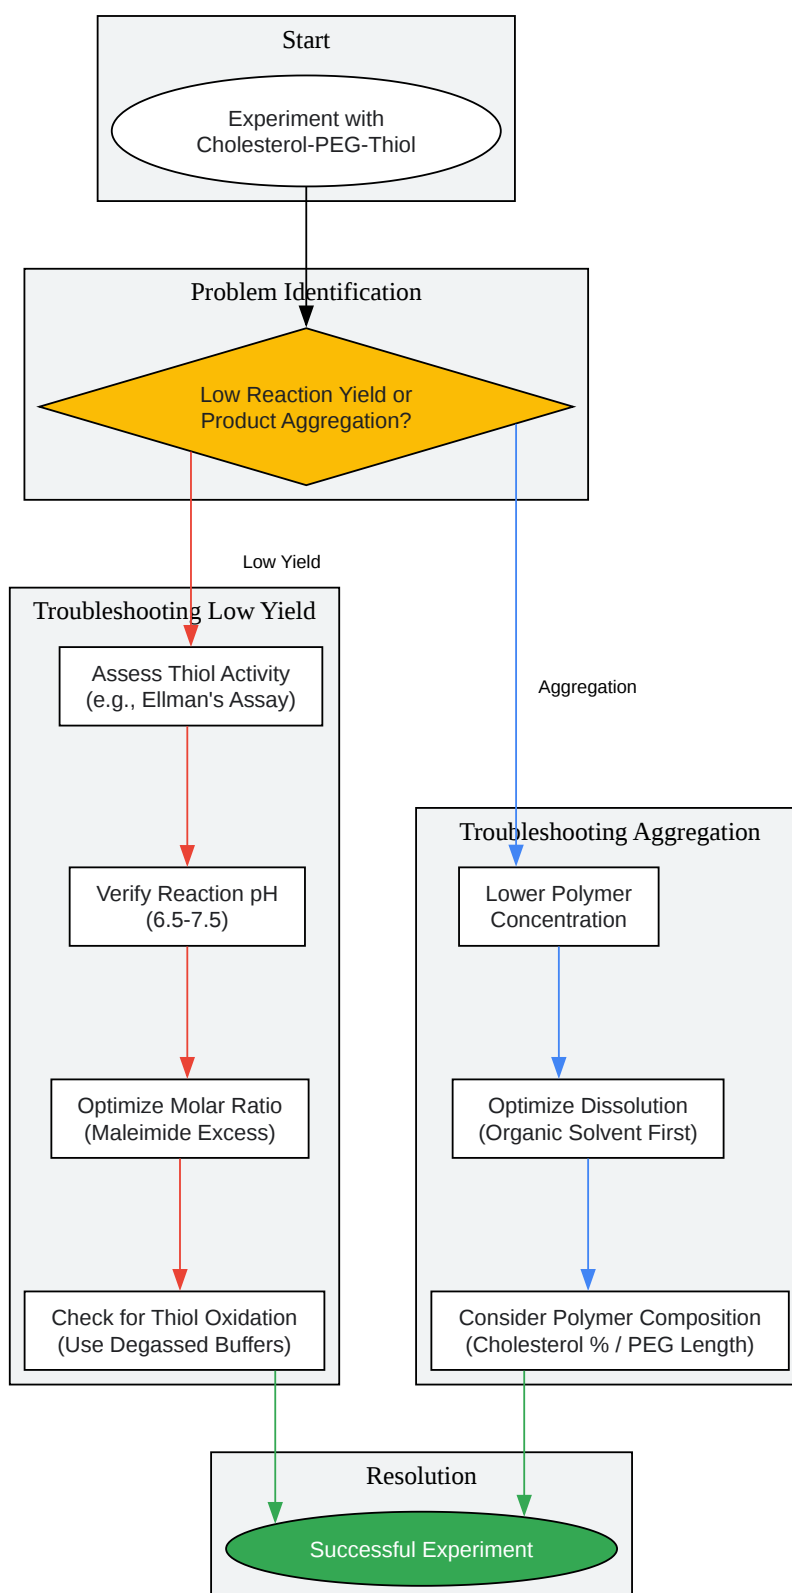 Start
Experiment with
Cholesterol-PEG-Thiol
Problem Identification
Low Reaction Yield or
Product Aggregation?
Low Yield
Troubleshooting Low Yield
Assess Thiol Activity
(e.g., Ellman's Assay)
Verify Reaction pH
(6.5-7.5)
Optimize Molar Ratio
(Maleimide Excess)
Check for Thiol Oxidation
(Use Degassed Buffers)
Aggregation
Troubleshooting Aggregation
Lower Polymer
Concentration
Optimize Dissolution
(Organic Solvent First)
Consider Polymer Composition
(Cholesterol % / PEG Length)
Resolution
Successful Experiment